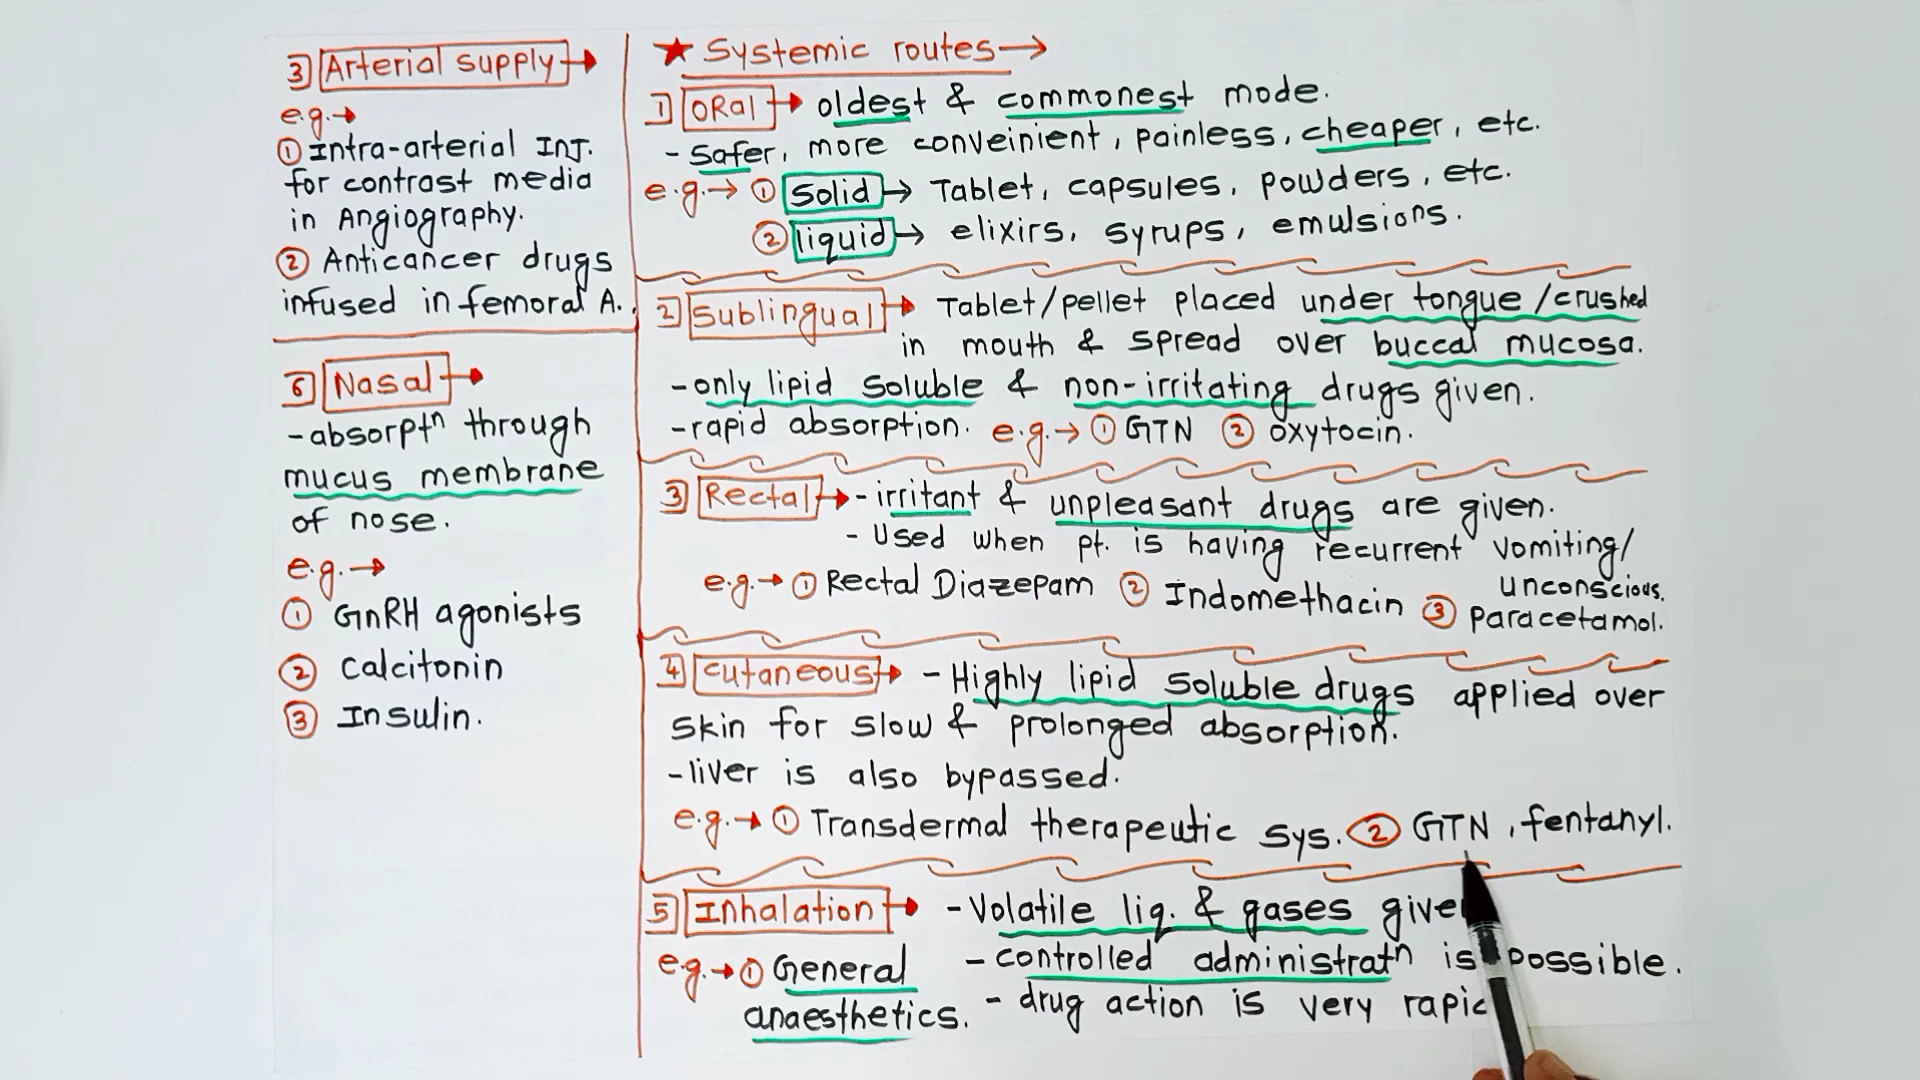 3 Arterial supply →
e.g. →
① Intra-arterial INJ.
for contrast media
in Angiography.
② Anticancer drugs
infused in femoral A.
6 Nasal →
- absorptⁿ through
mucus membrane
of nose.
e.g. →
① GnRH agonists
② Calcitonin
③ Insulin.
★ Systemic routes →
1 ORal → oldest & commonest mode.
- Safer, more conveinient, painless, cheaper, etc.
e.g. → ① Solid → Tablet, capsules, powders, etc.
② liquid → elixirs, syrups, emulsions.
2 Sublingual → Tablet/pellet placed under tongue /crushed
in mouth & spread over buccal mucosa.
- only lipid soluble & non-irritating drugs given.
- rapid absorption. e.g. → ① GTN ② oxytocin.
3 Rectal → - irritant & unpleasant drugs are given.
- Used when pt. is having recurrent vomiting/
unconscious.
e.g. → ① Rectal Diazepam ② Indomethacin ③ paracetamol.
4 cutaneous → - Highly lipid soluble drugs applied over
skin for slow & prolonged absorption.
- liver is also bypassed.
e.g. → ① Transdermal therapeutic sys. ② GTN, fentanyl.
5 Inhalation → - Volatile liq. & gases give
- controlled administratⁿ is possible.
e.g. → ① General
anaesthetics. - drug action is very rapid